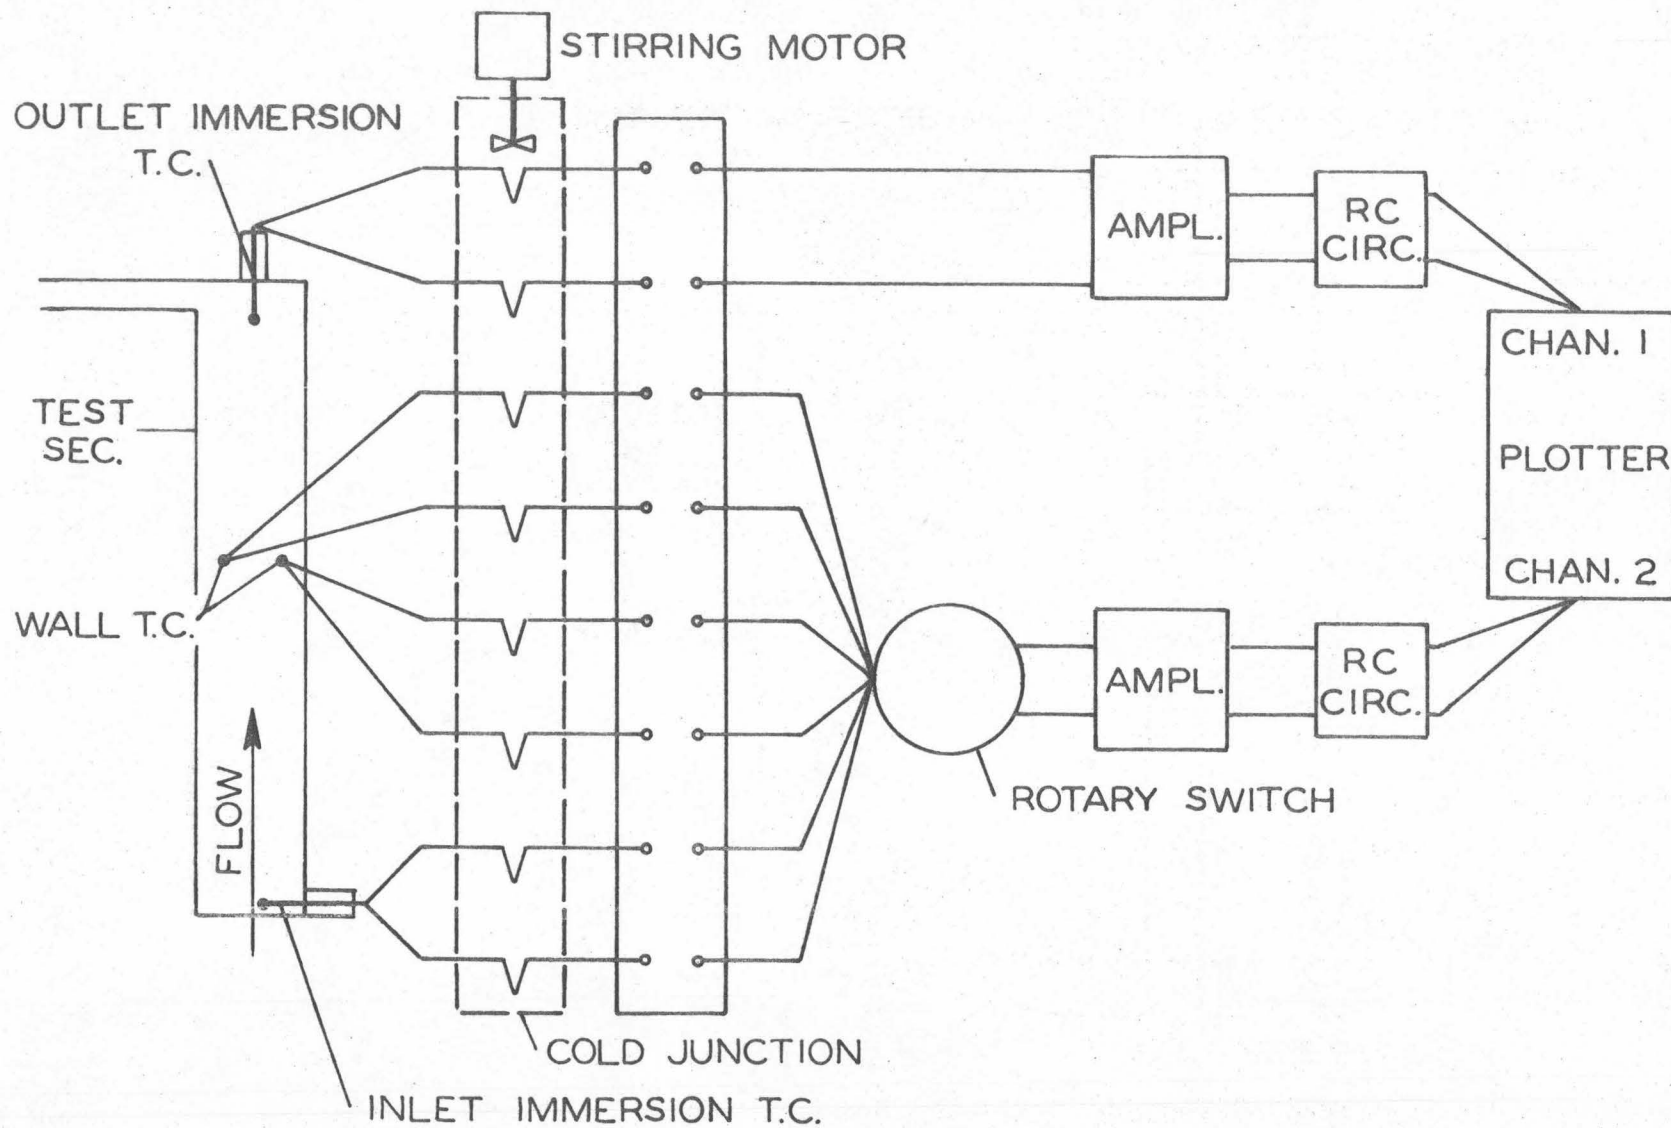 STIRRING MOTOR
OUTLET IMMERSION
T.C.
AMPL.
RC
CIRC.
CHAN. 1
TEST
SEC.
PLOTTER
CHAN. 2
WALL T.C.
AMPL.
RC
CIRC.
FLOW
ROTARY SWITCH
COLD JUNCTION
INLET IMMERSION T.C.